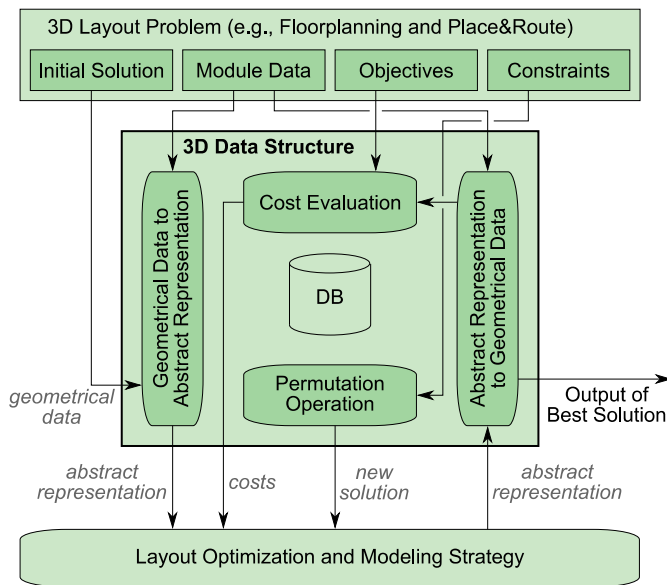 3D Layout Problem (e.g., Floorplanning and Place&Route)
Initial Solution
Module Data
Objectives
Constraints
3D Data Structure
Geometrical Data to
Abstract Representation
Cost Evaluation
Abstract Representation
to Geometrical Data
DB
Permutation
Operation
geometrical
data
Output of
Best Solution
abstract
representation
costs
new
solution
abstract
representation
Layout Optimization and Modeling Strategy